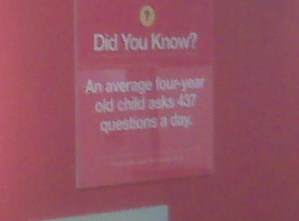 ?
Did You Know?
An average four-year
old child asks 437
questions a day.